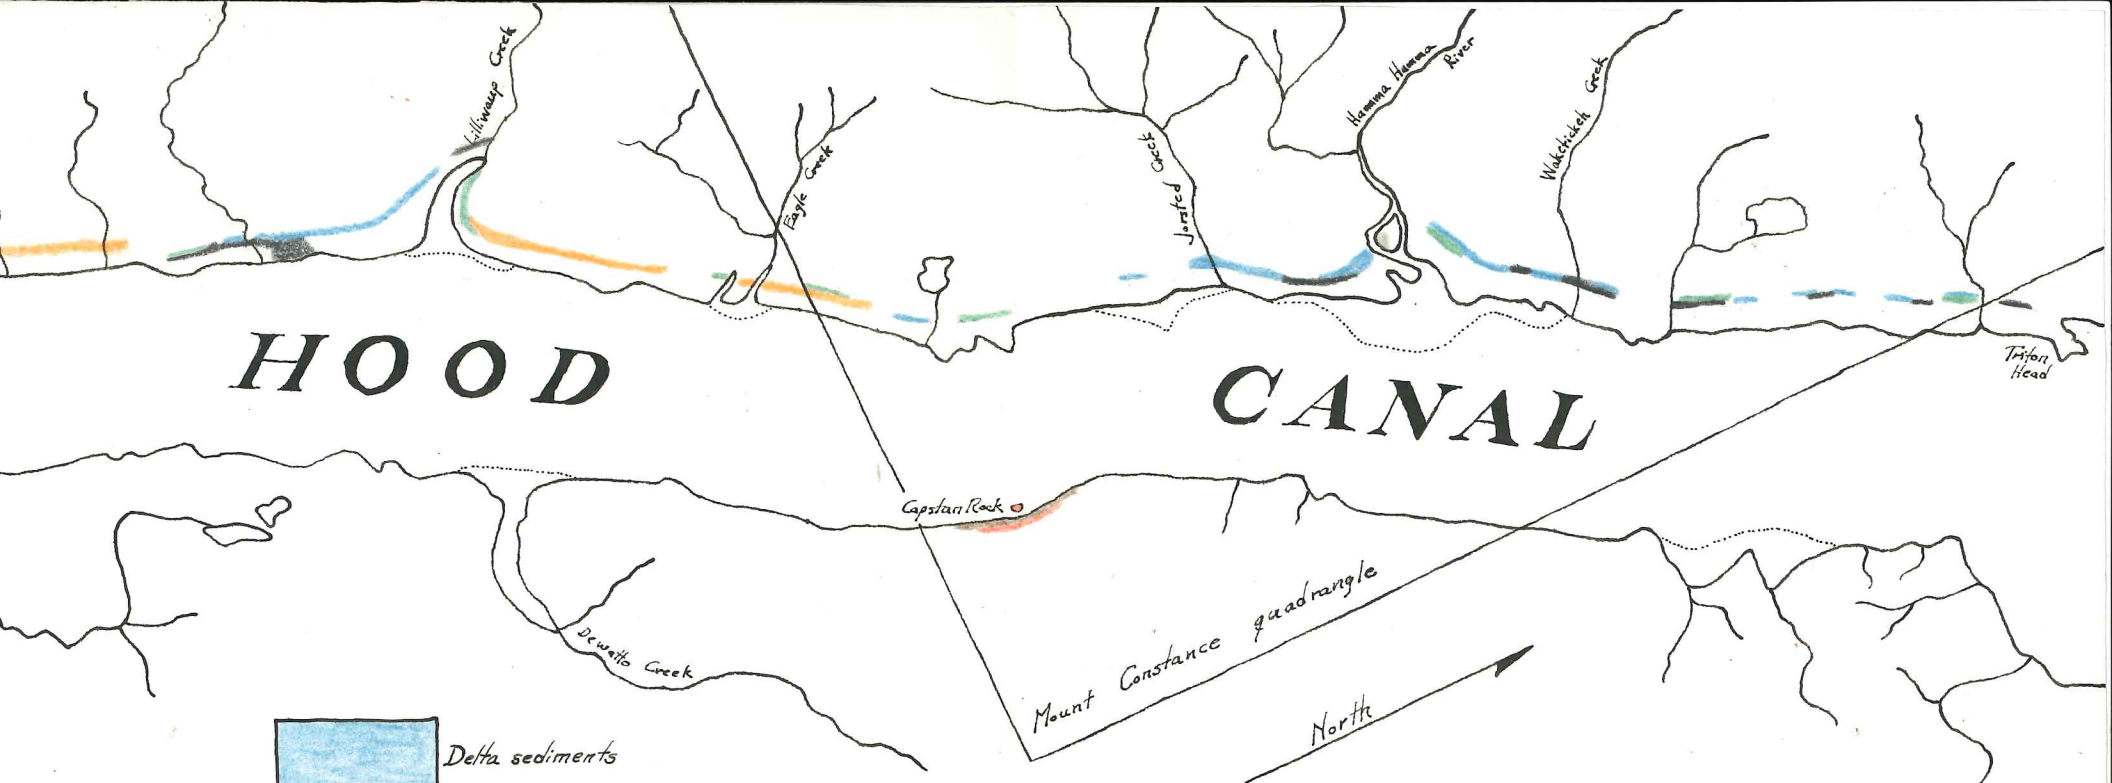 Lilliwaup Creek
Eagle Creek
Jorsted Creek
Hamma Hamma
River
Waketickeh Creek
HOOD
CANAL
Triton
Head
Capstan Rock
Dewatto Creek
Mount Constance quadrangle
North
Delta sediments